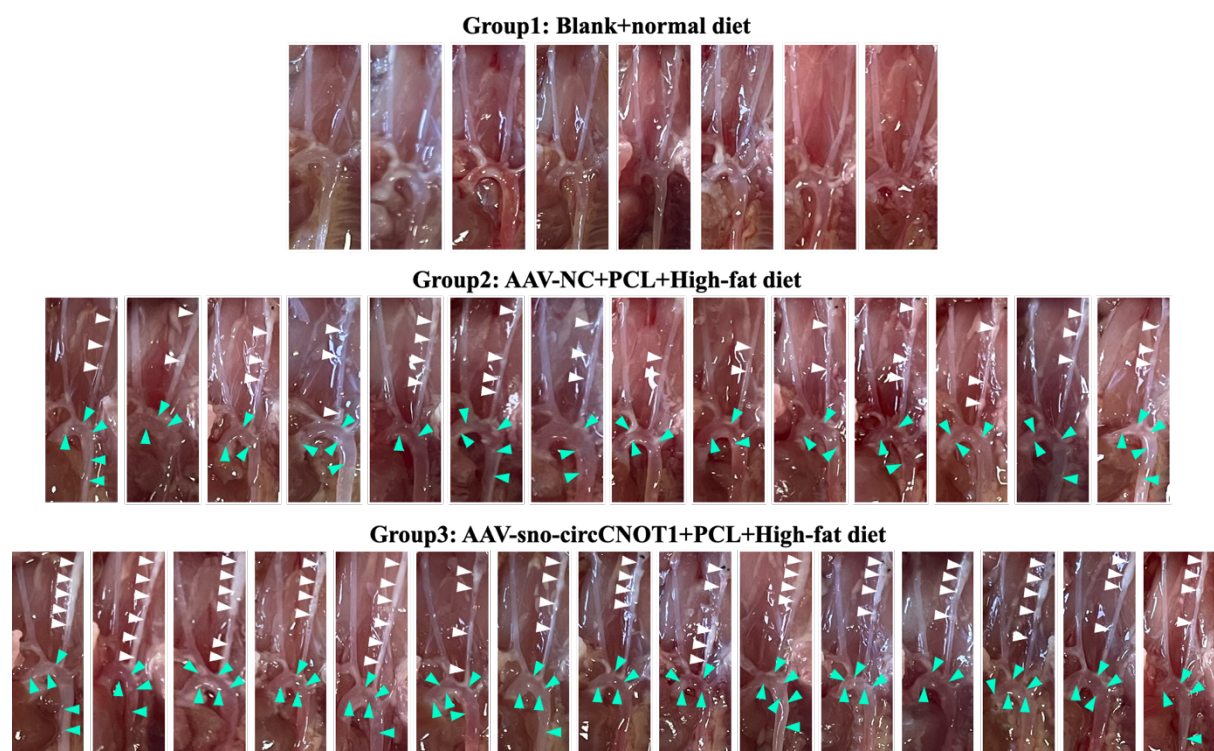 Group1: Blank+normal diet
Group2: AAV-NC+PCL+High-fat diet
Group3: AAV-sno-circCNOT1+PCL+High-fat diet